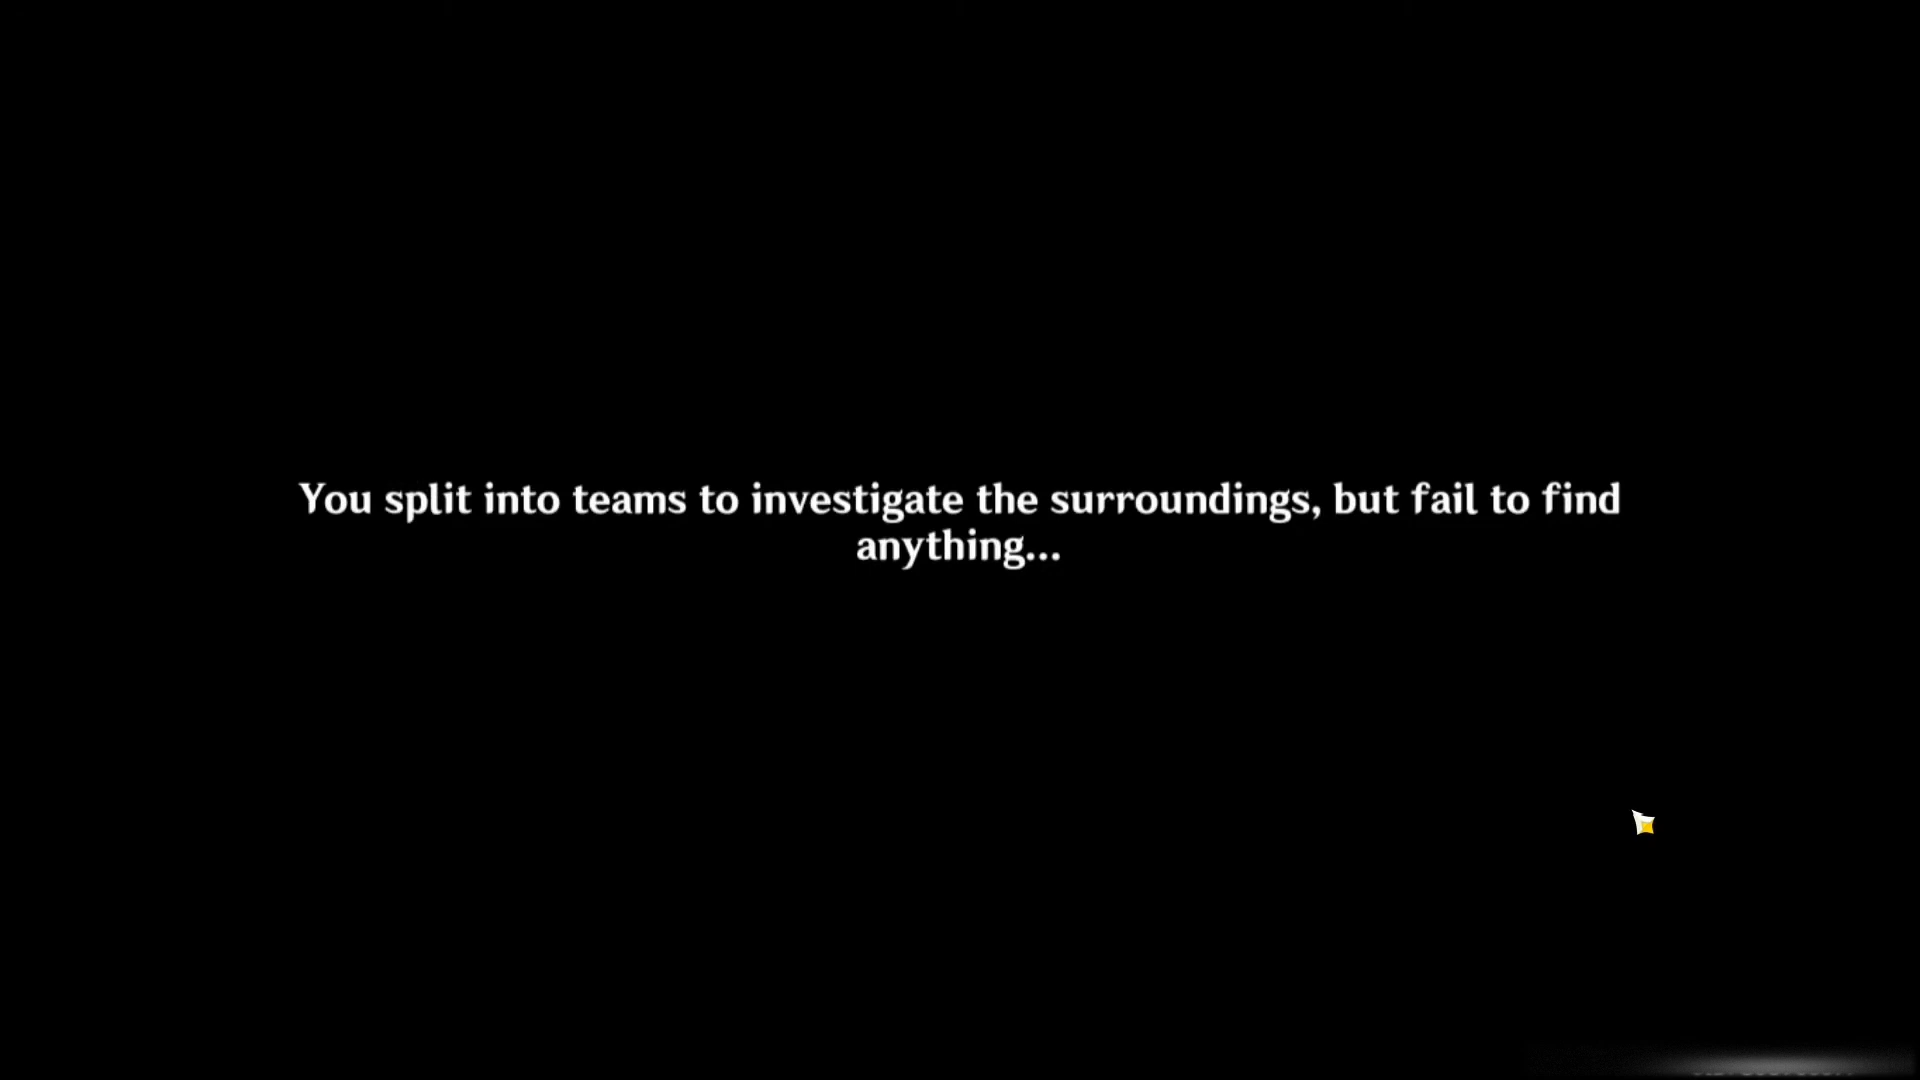 You split into teams to investigate the surroundings, but fail to find
anything...